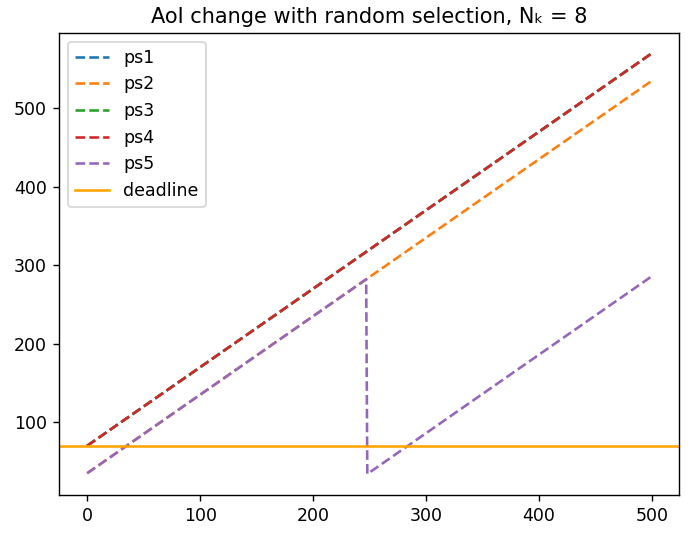 AoI change with random selection, Nₖ = 8
ps1
ps2
ps3
ps4
ps5
deadline
500
400
300
200
100
0 100 200 300 400 500